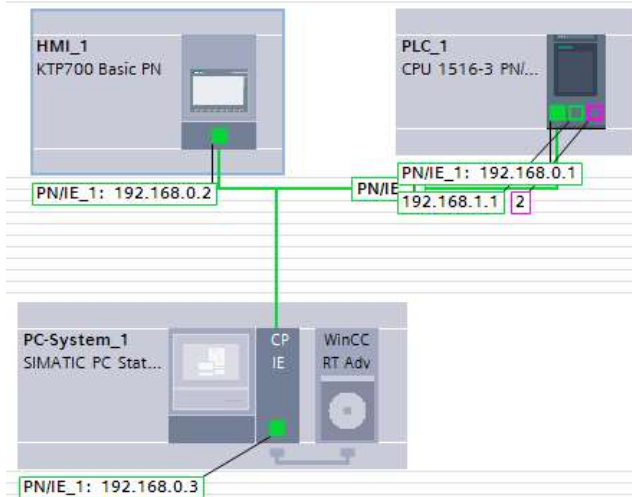 HMI_1
KTP700 Basic PN
PLC_1
CPU 1516-3 PN/...
PN/IE_1: 192.168.0.2
PN/IE
PN/IE_1: 192.168.0.1
192.168.1.1
2
PC-System_1
SIMATIC PC Stat...
CP
IE
WinCC
RT Adv
PN/IE_1: 192.168.0.3